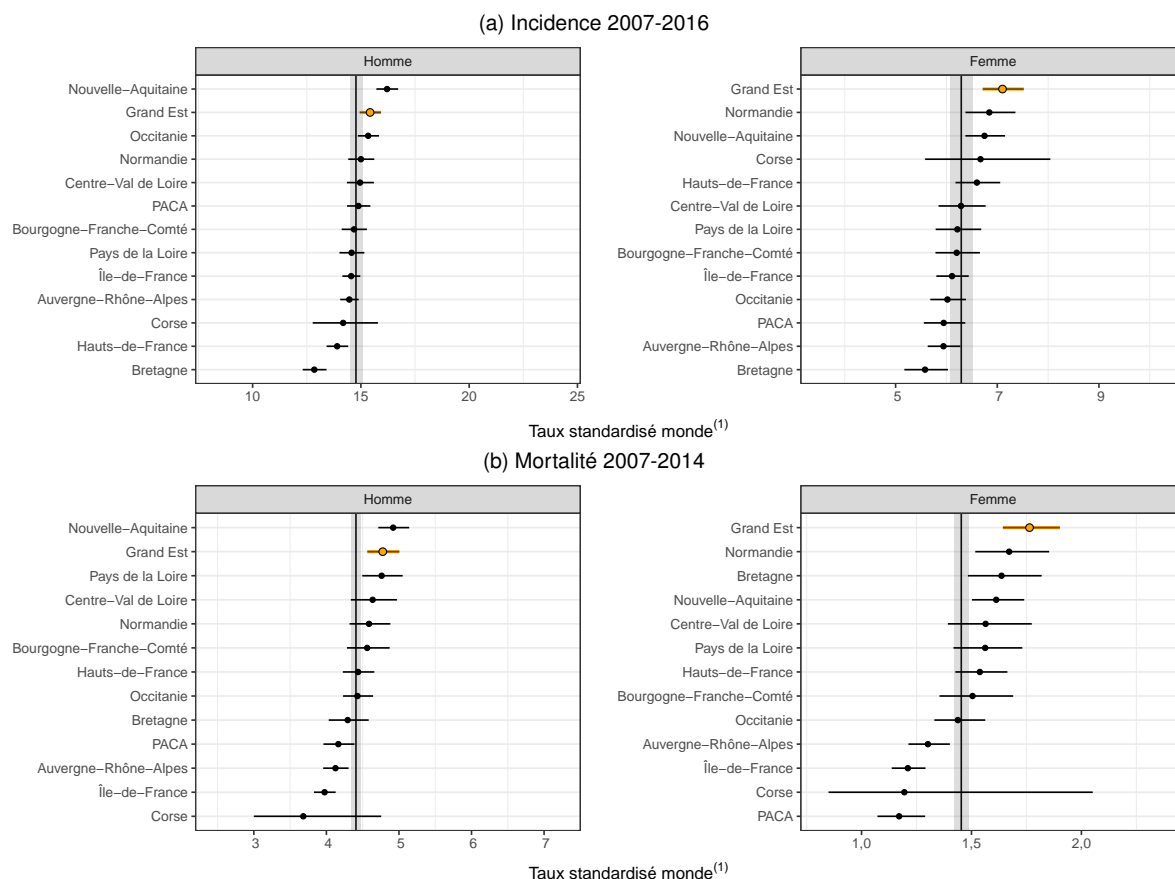 (a) Incidence 2007-2016
Homme
Nouvelle−Aquitaine
Grand Est
Occitanie
Normandie
Centre−Val de Loire
PACA
Bourgogne−Franche−Comté
Pays de la Loire
Île−de−France
Auvergne−Rhône−Alpes
Corse
Hauts−de−France
Bretagne
10 15 20 25
Femme
Grand Est
Normandie
Nouvelle−Aquitaine
Corse
Hauts−de−France
Centre−Val de Loire
Pays de la Loire
Bourgogne−Franche−Comté
Île−de−France
Occitanie
PACA
Auvergne−Rhône−Alpes
Bretagne
5 7 9
Taux standardisé monde(1)
(b) Mortalité 2007-2014
Homme
Nouvelle−Aquitaine
Grand Est
Pays de la Loire
Centre−Val de Loire
Normandie
Bourgogne−Franche−Comté
Hauts−de−France
Occitanie
Bretagne
PACA
Auvergne−Rhône−Alpes
Île−de−France
Corse
3 4 5 6 7
Femme
Grand Est
Normandie
Bretagne
Nouvelle−Aquitaine
Centre−Val de Loire
Pays de la Loire
Hauts−de−France
Bourgogne−Franche−Comté
Occitanie
Auvergne−Rhône−Alpes
Île−de−France
Corse
PACA
1,0 1,5 2,0
Taux standardisé monde(1)